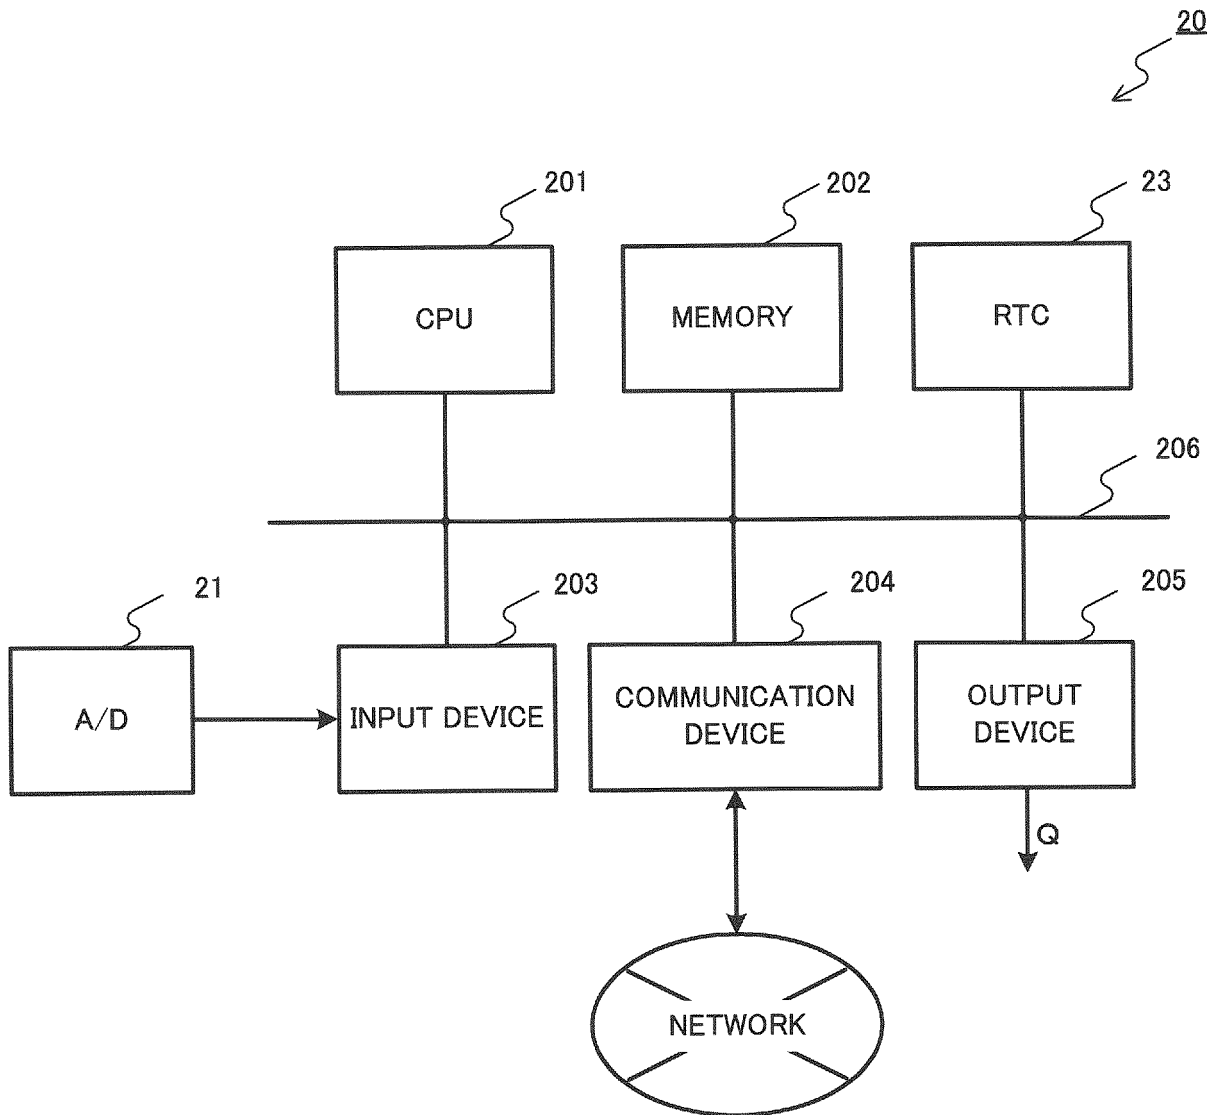 20
201
202
23
CPU
MEMORY
RTC
206
21
203
204
205
A/D
INPUT DEVICE
COMMUNICATION
DEVICE
OUTPUT
DEVICE
Q
NETWORK